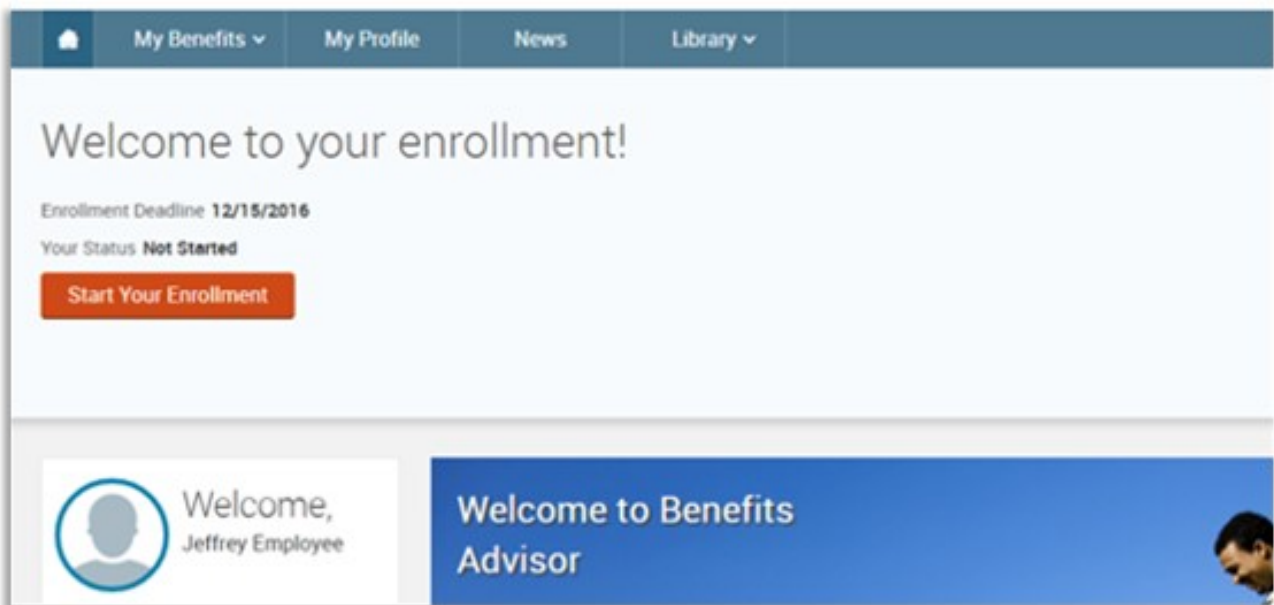 My Benefits My Profile News Library
Welcome to your enrollment!
Enrollment Deadline 12/15/2016
Your Status Not Started
Start Your Enrollment
Welcome,
Jeffrey Employee
Welcome to Benefits
Advisor